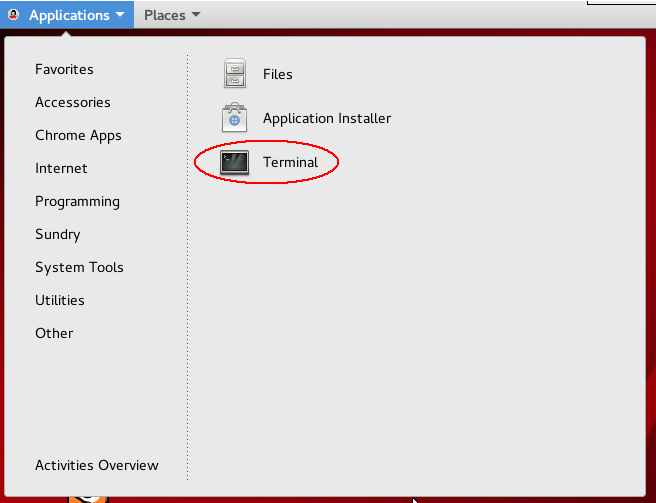 Applications Places
Favorites
Accessories
Chrome Apps
Internet
Programming
Sundry
System Tools
Utilities
Other
Activities Overview
Files
Application Installer
Terminal